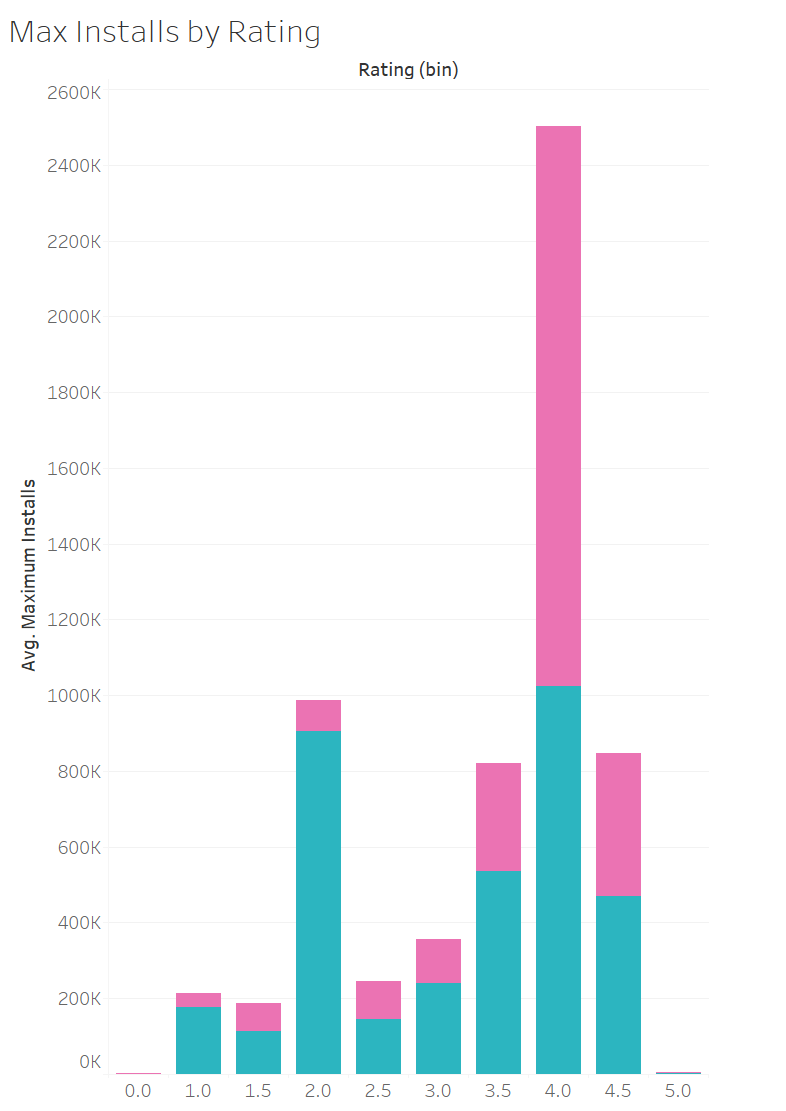 Max Installs by Rating
Rating (bin)
2600K
2400K
2200K
2000K
1800K
1600K
1400K
1200K
1000K
800K
600K
400K
200K
0K
Avg. Maximum Installs
0.0 1.0 1.5 2.0 2.5 3.0 3.5 4.0 4.5 5.0